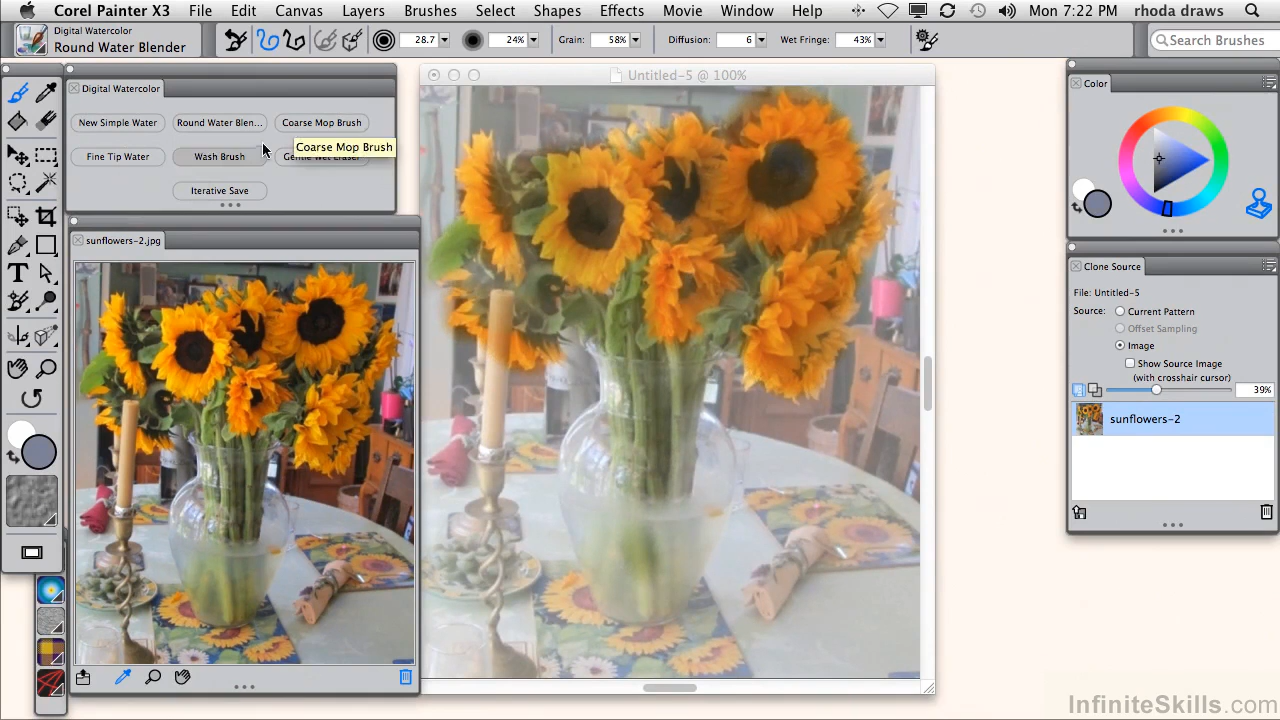 Corel Painter X3 File Edit Canvas Layers Brushes Select Shapes Effects Movie Window Help Mon 7:22 PM rhoda draws
Digital Watercolor
Round Water Blender
28.7 24% Grain: 58% Diffusion: 6 Wet Fringe: 43% Search Brushes
Digital Watercolor
New Simple Water Round Water Blen... Coarse Mop Brush
Coarse Mop Brush
Fine Tip Water Wash Brush Gentle Wet Eraser
Iterative Save
sunflowers-2.jpg
Untitled-5 @ 100%
Color
Clone Source
File: Untitled-5
Source: Current Pattern
Offset Sampling
Image
Show Source Image
(with crosshair cursor)
39%
sunflowers-2
T
InfiniteSkills.com